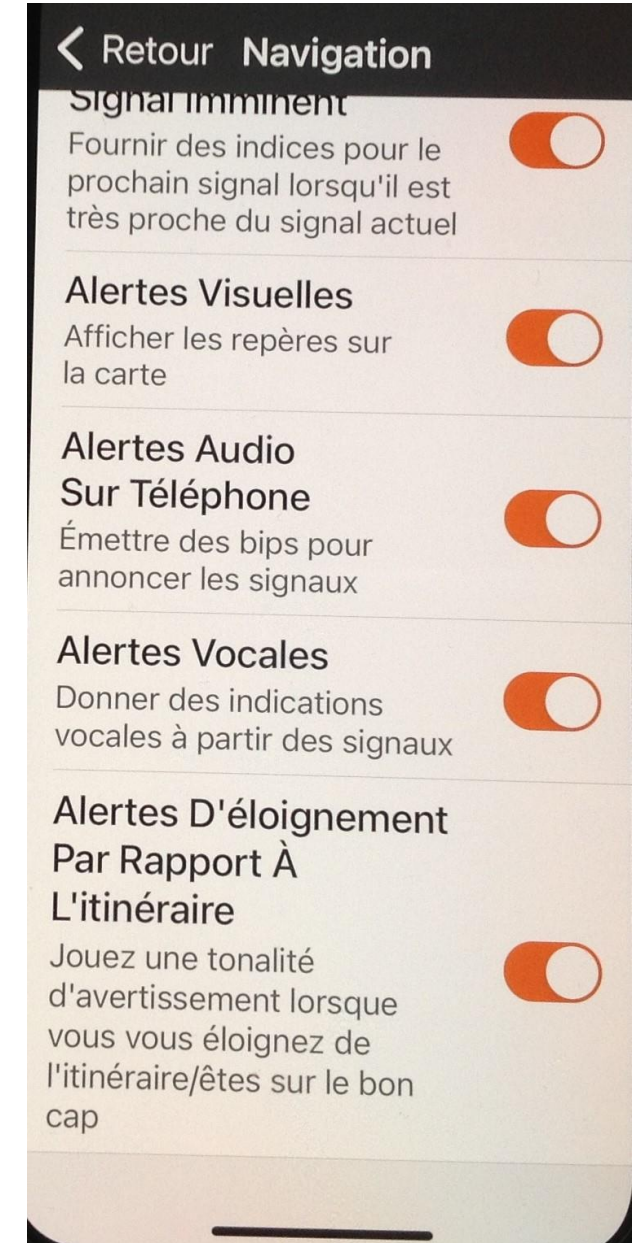 Retour Navigation
Signal Imminent
Fournir des indices pour le
prochain signal lorsqu'il est
très proche du signal actuel
Alertes Visuelles
Afficher les repères sur
la carte
Alertes Audio
Sur Téléphone
Émettre des bips pour
annoncer les signaux
Alertes Vocales
Donner des indications
vocales à partir des signaux
Alertes D'éloignement
Par Rapport À
L'itinéraire
Jouez une tonalité
d'avertissement lorsque
vous vous éloignez de
l'itinéraire/êtes sur le bon
cap